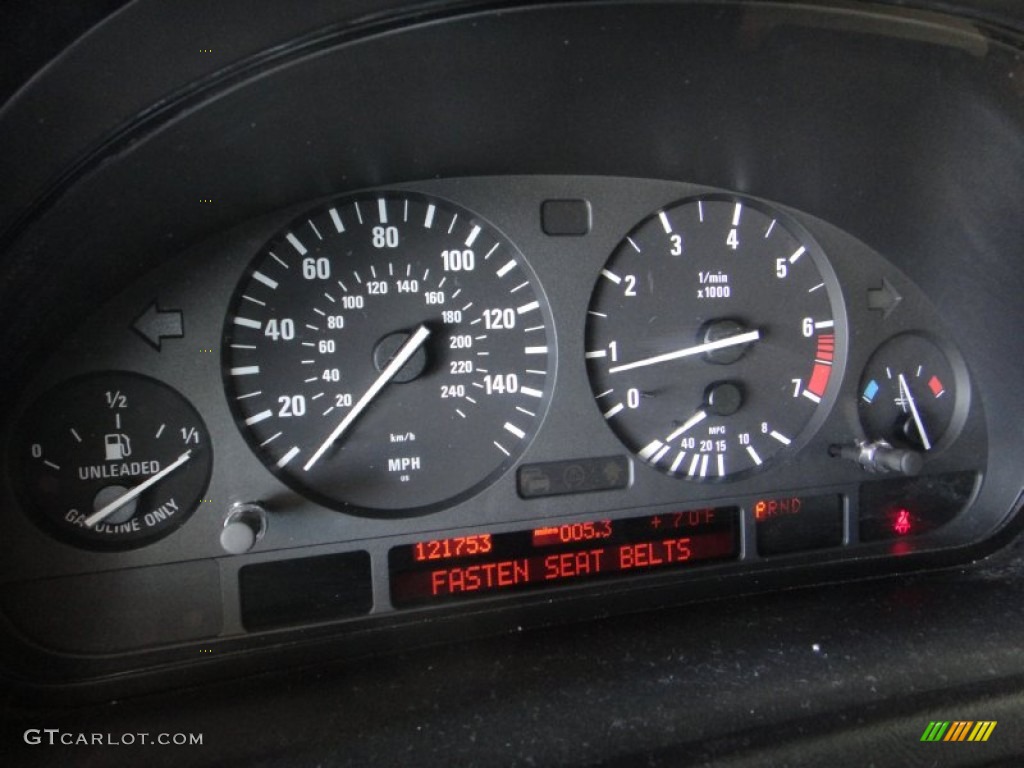 80
60
100
120 140
100
160
40
80
180
120
60
200
40
220
20
20
240
140
km/h
MPH
US
3
4
2
5
1/min
x1000
1
6
0
7
MPG
40 20 15 10 8
1/2
0
1/1
UNLEADED
GASOLINE ONLY
121753 miles 005.3
PRND
FASTEN SEAT BELTS
GTCARLOT.COM